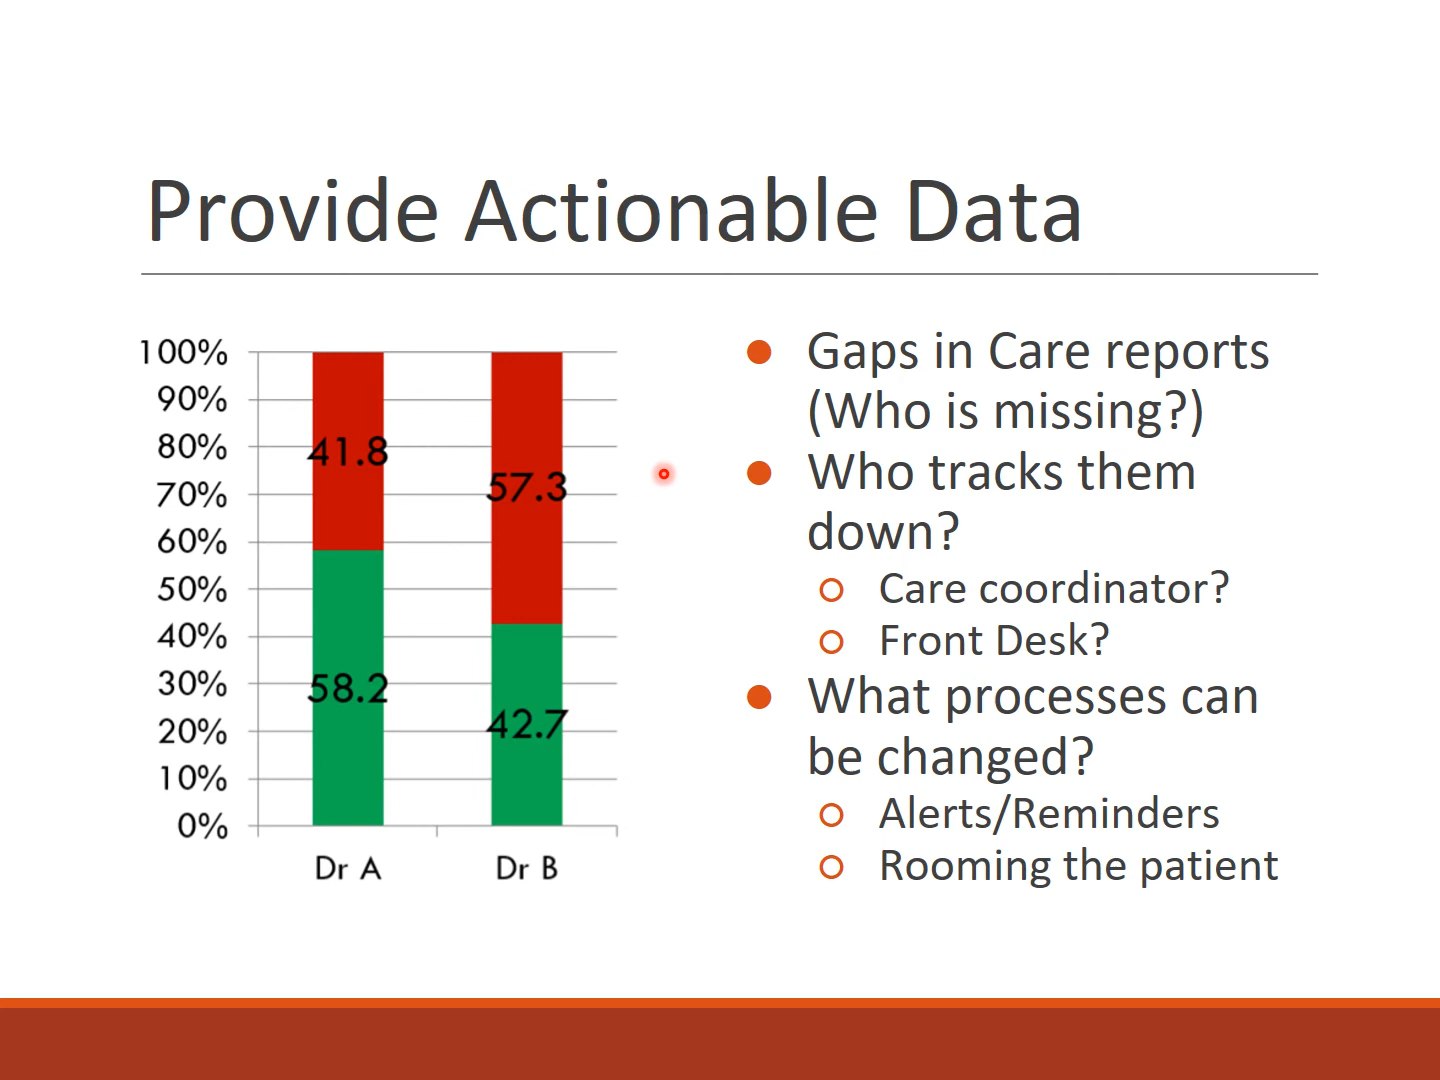 Provide Actionable Data
100%
90%
80%
70%
60%
50%
40%
30%
20%
10%
0%
41.8
57.3
58.2
42.7
Dr A
Dr B
Gaps in Care reports
(Who is missing?)
Who tracks them
down?
Care coordinator?
Front Desk?
What processes can
be changed?
Alerts/Reminders
Rooming the patient